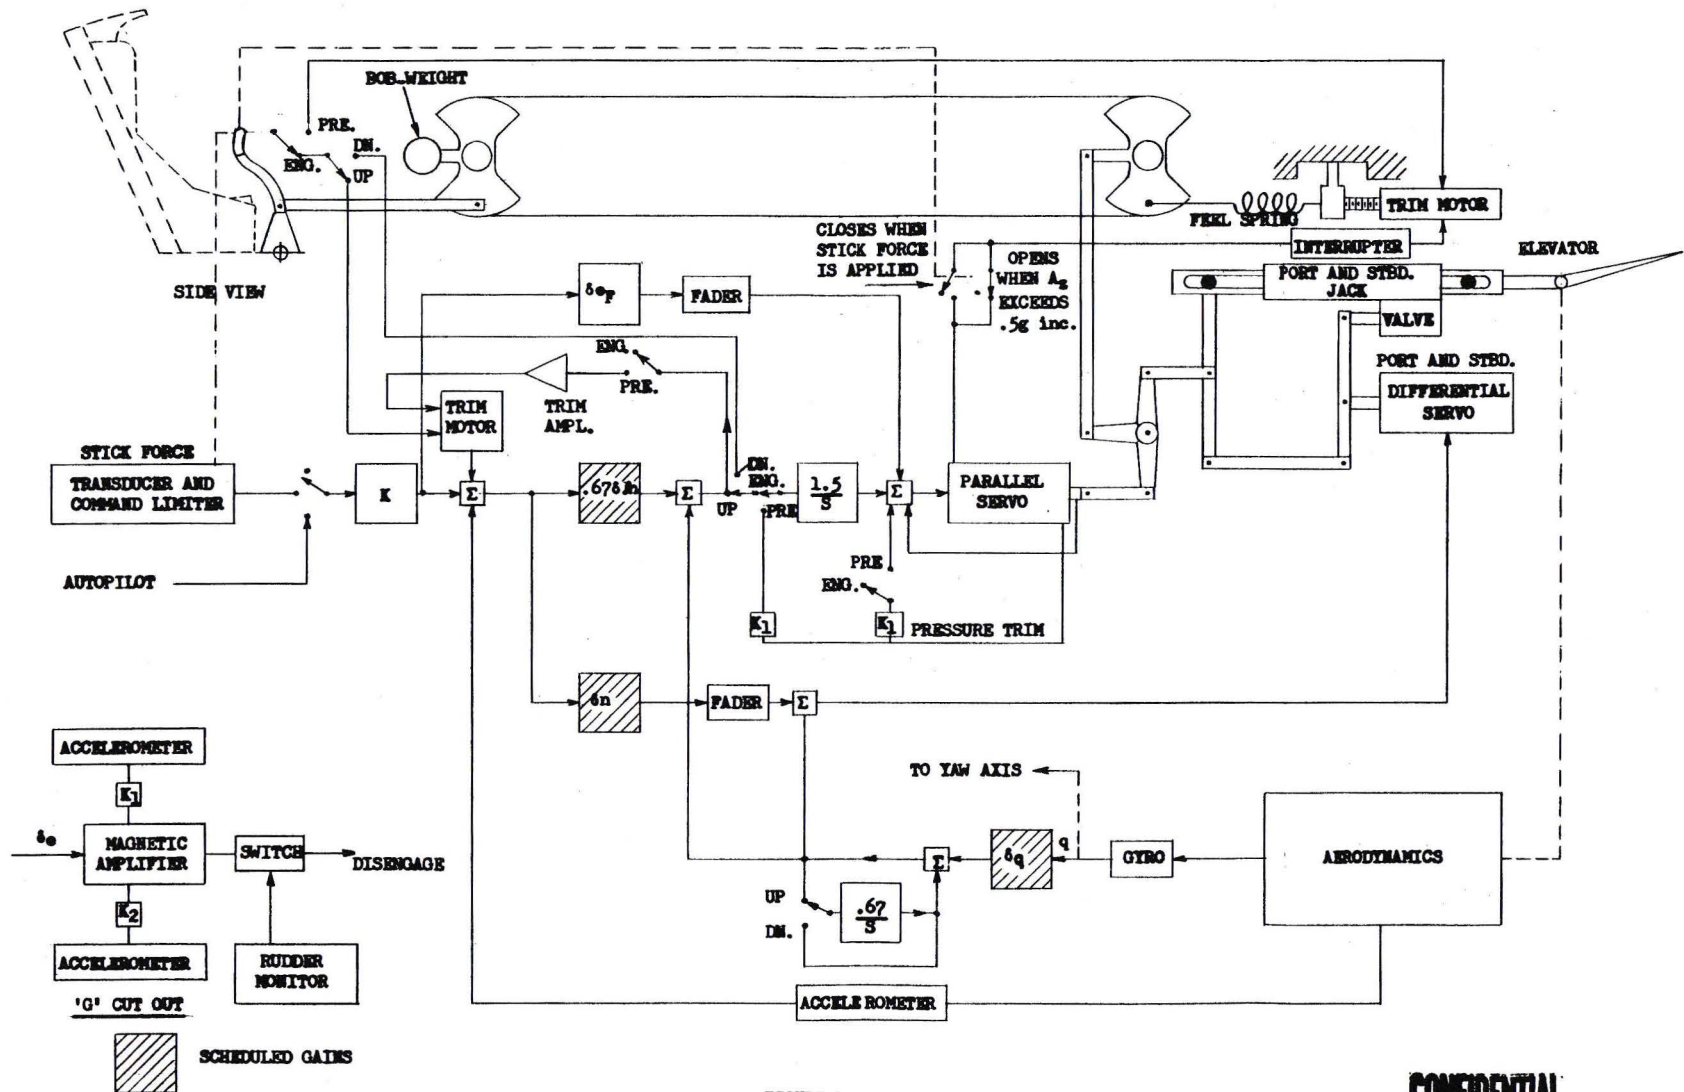 BOB-WEIGHT
PRE.
DN.
ENG.
UP
FEEL SPRING
TRIM MOTOR
INTERRUPTER
CLOSES WHEN
STICK FORCE
IS APPLIED
OPENS
WHEN Az
EXCEEDS
.5g inc.
ELEVATOR
PORT AND STBD.
JACK
VALVE
SIDE VIEW
δeF
FADER
ENG.
PRE.
PORT AND STBD.
DIFFERENTIAL
SERVO
TRIM
MOTOR
TRIM
AMPL.
STICK FORCE
TRANSDUCER AND
COMMAND LIMITER
K
Σ
.67δn
Σ
UP
DN.
ENG.
PRE
1.5
S
Σ
PARALLEL
SERVO
AUTOPILOT
PRE
ENG.
K1
K1
PRESSURE TRIM
δn
FADER
Σ
ACCELEROMETER
K1
TO YAW AXIS
δe
MAGNETIC
AMPLIFIER
SWITCH
DISENGAGE
Σ
δq
q
GYRO
AERODYNAMICS
K2
UP
DN.
.67
S
ACCELEROMETER
RUDDER
MONITOR
'G' CUT OUT
ACCELEROMETER
SCHEDULED GAINS
CONFIDENTIAL